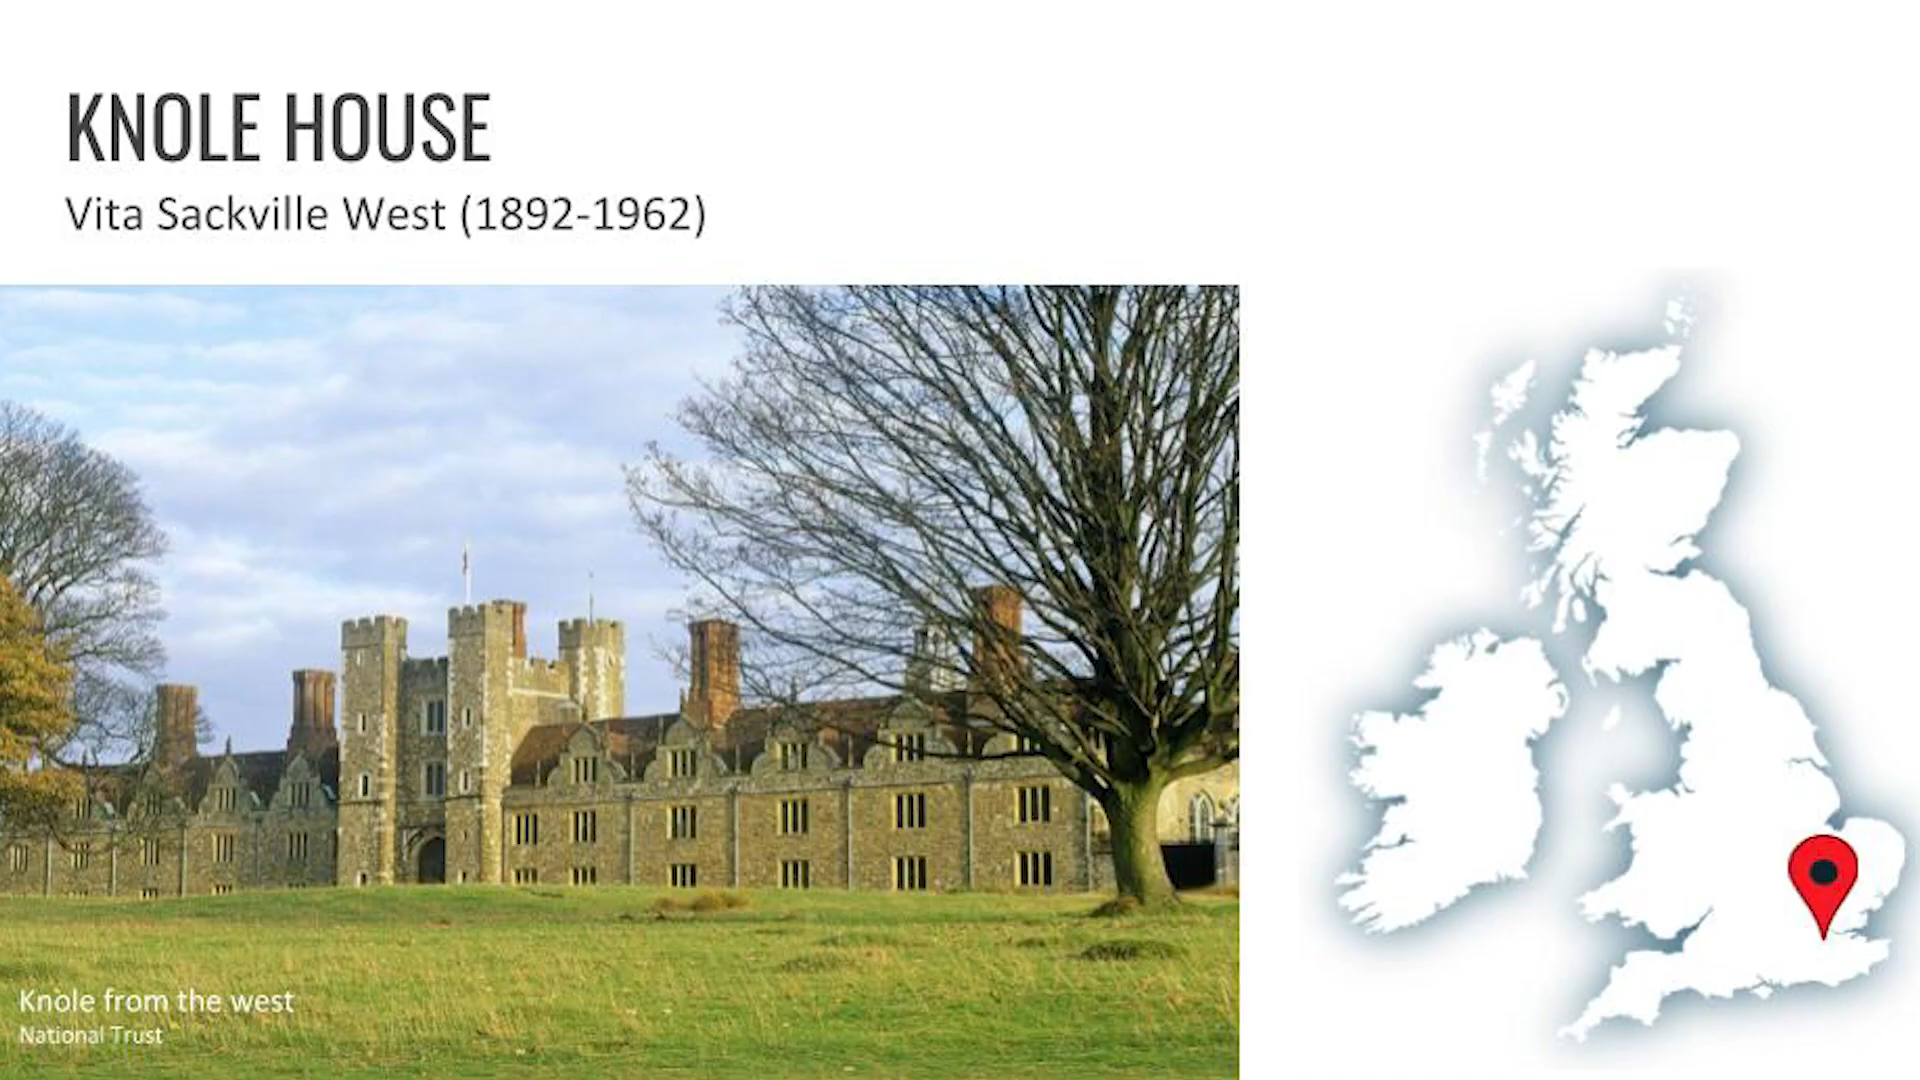 KNOLE HOUSE
Vita Sackville West (1892-1962)
Knole from the west
National Trust